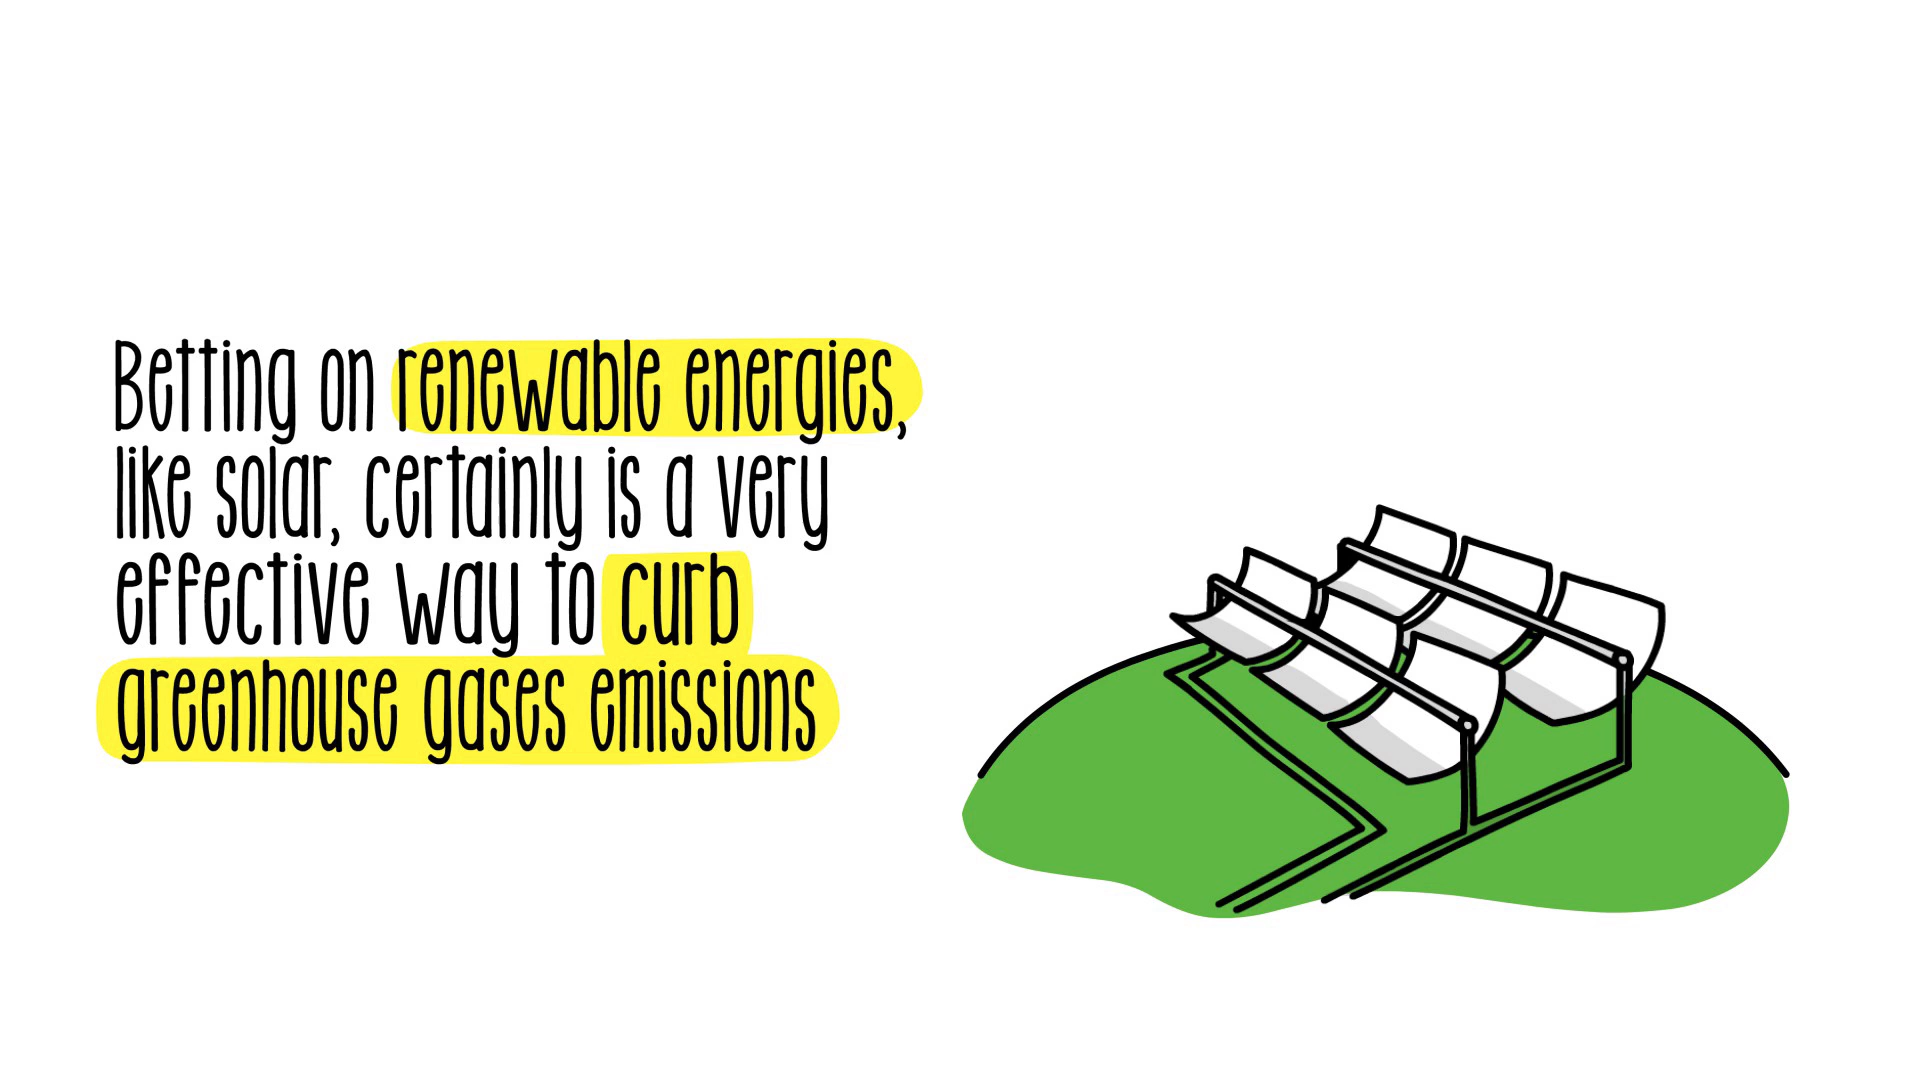 Betting on renewable energies,
like solar, certainly is a very
effective way to curb
greenhouse gases emissions